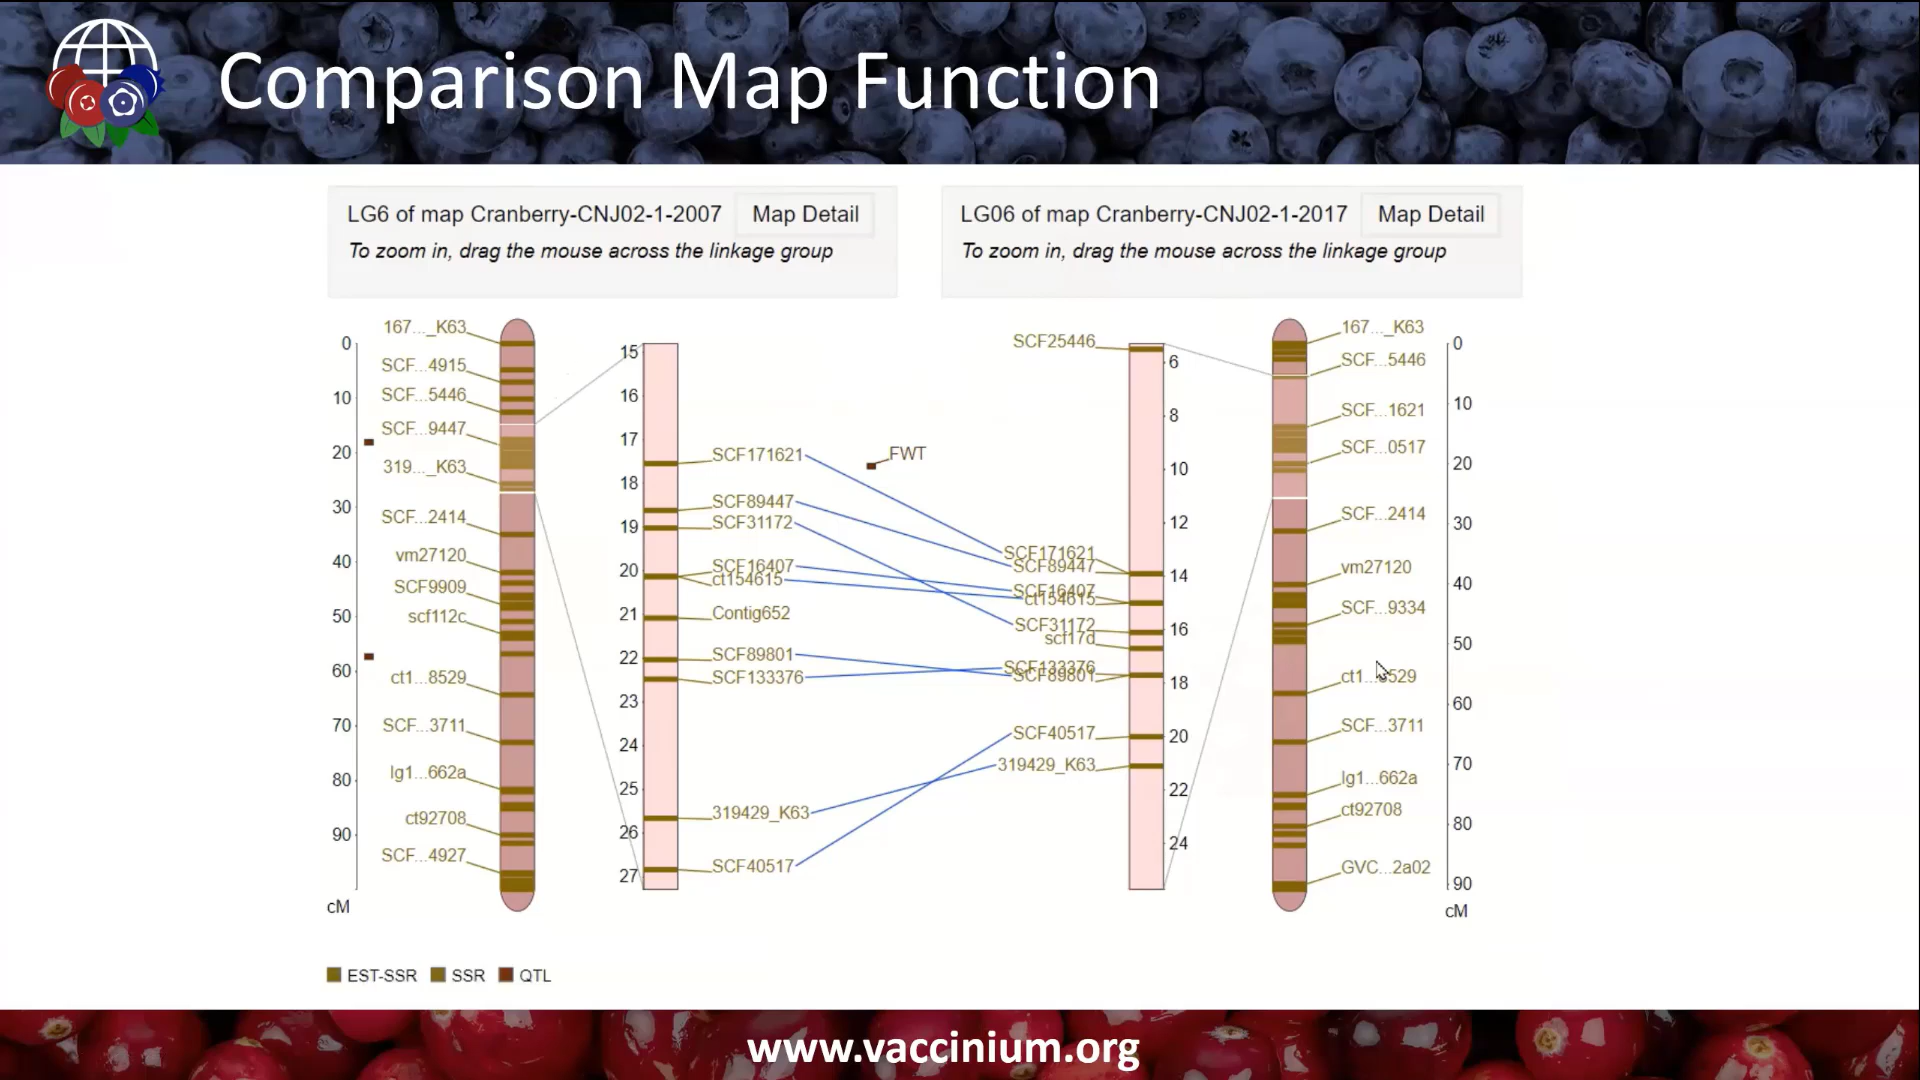 Comparison Map Function
LG6 of map Cranberry-CNJ02-1-2007
Map Detail
To zoom in, drag the mouse across the linkage group
LG06 of map Cranberry-CNJ02-1-2017
Map Detail
To zoom in, drag the mouse across the linkage group
0
10
20
30
40
50
60
70
80
90
cM
167..._K63
SCF...4915
SCF...5446
SCF...9447
319..._K63
SCF...2414
vm27120
SCF9909
scf112c
ct1...8529
SCF...3711
lg1...662a
ct92708
SCF...4927
15
16
17
18
19
20
21
22
23
24
25
26
27
SCF171621
SCF89447
SCF31172
SCF16407
ct154615
Contig652
SCF89801
SCF133376
319429_K63
SCF40517
FWT
SCF25446
SCF171621
SCF89447
SCF16407
ct154615
SCF31172
scf17d
SCF133376
SCF89801
SCF40517
319429_K63
6
8
10
12
14
16
18
20
22
24
167..._K63
SCF...5446
SCF...1621
SCF...0517
SCF...2414
vm27120
SCF...9334
SCF...3711
lg1...662a
ct92708
GVC...2a02
0
10
20
30
40
50
60
70
80
90
cM
EST-SSR SSR QTL
www.vaccinium.org